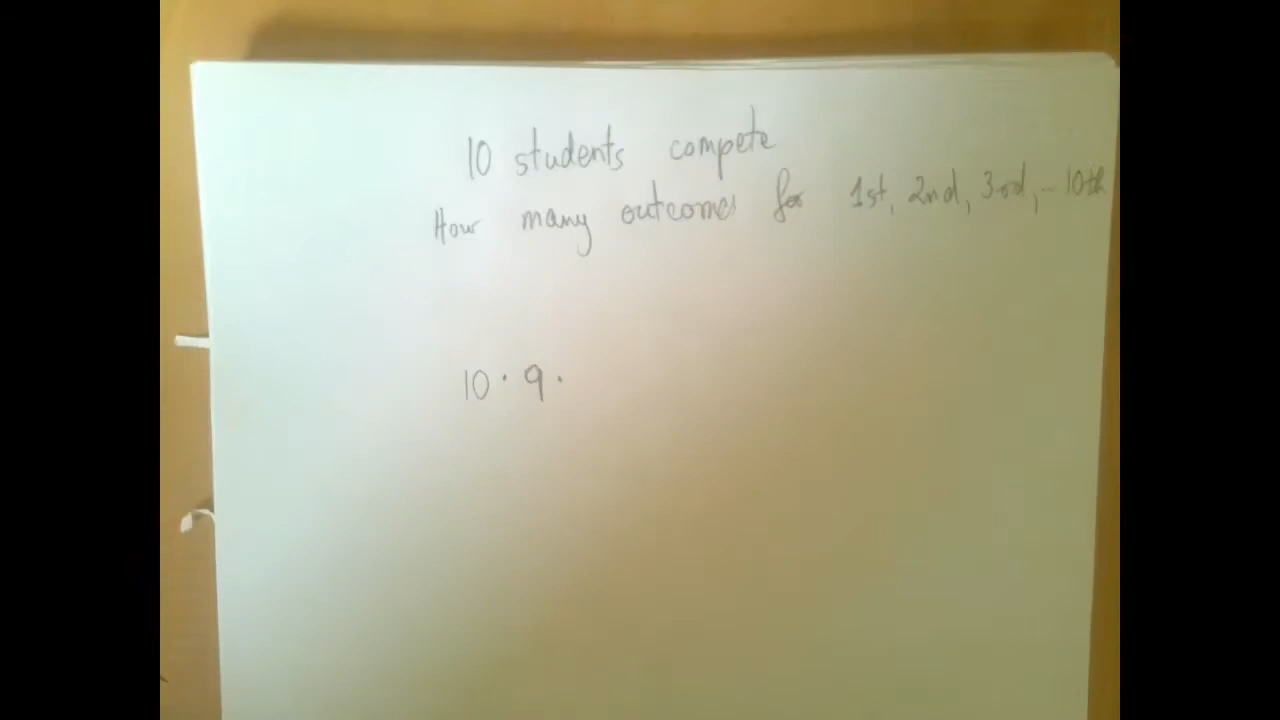 10 students compete
How many outcomes for 1st, 2nd, 3rd, - 10th
10 · 9 ·